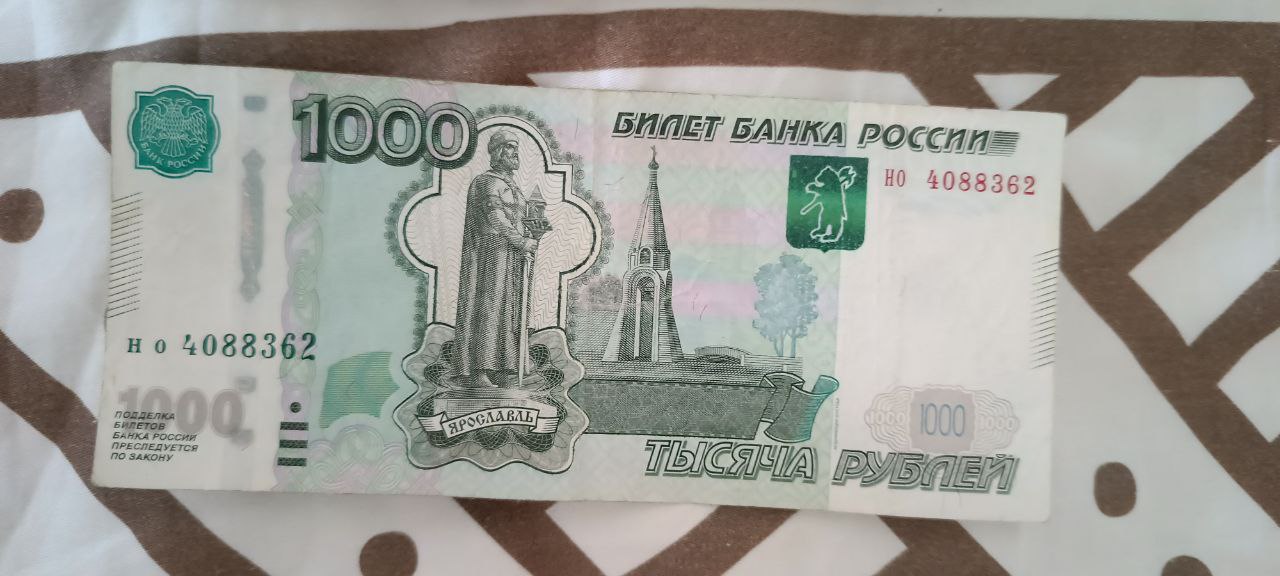 БАНК РОССИИ
1000
БИЛЕТ БАНКА РОССИИ
НО 4088362
НО 4088362
1000
ПОДДЕЛКА
БИЛЕТОВ
БАНКА РОССИИ
ПРЕСЛЕДУЕТСЯ
ПО ЗАКОНУ
ЯРОСЛАВЛЬ
1000 1000 1000
ТЫСЯЧА РУБЛЕЙ